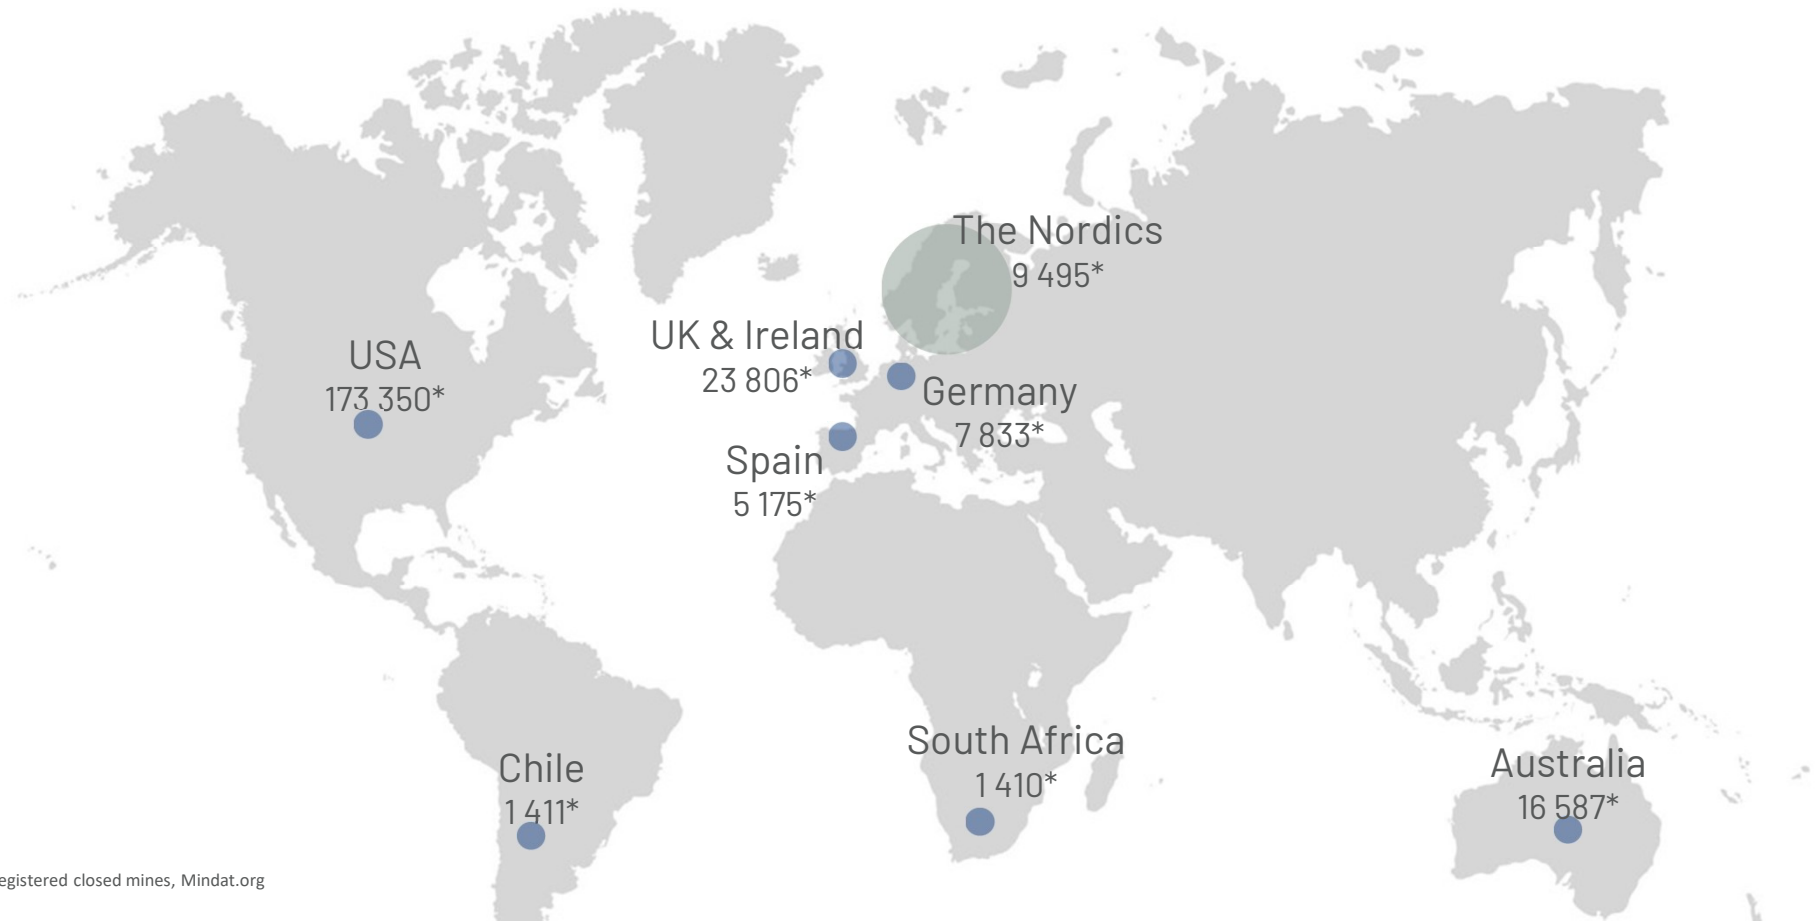 The Nordics
9 495*
UK & Ireland
23 806*
USA
173 350*
Germany
7 833*
Spain
5 175*
South Africa
1 410*
Chile
1 411*
Australia
16 587*
egistered closed mines, Mindat.org